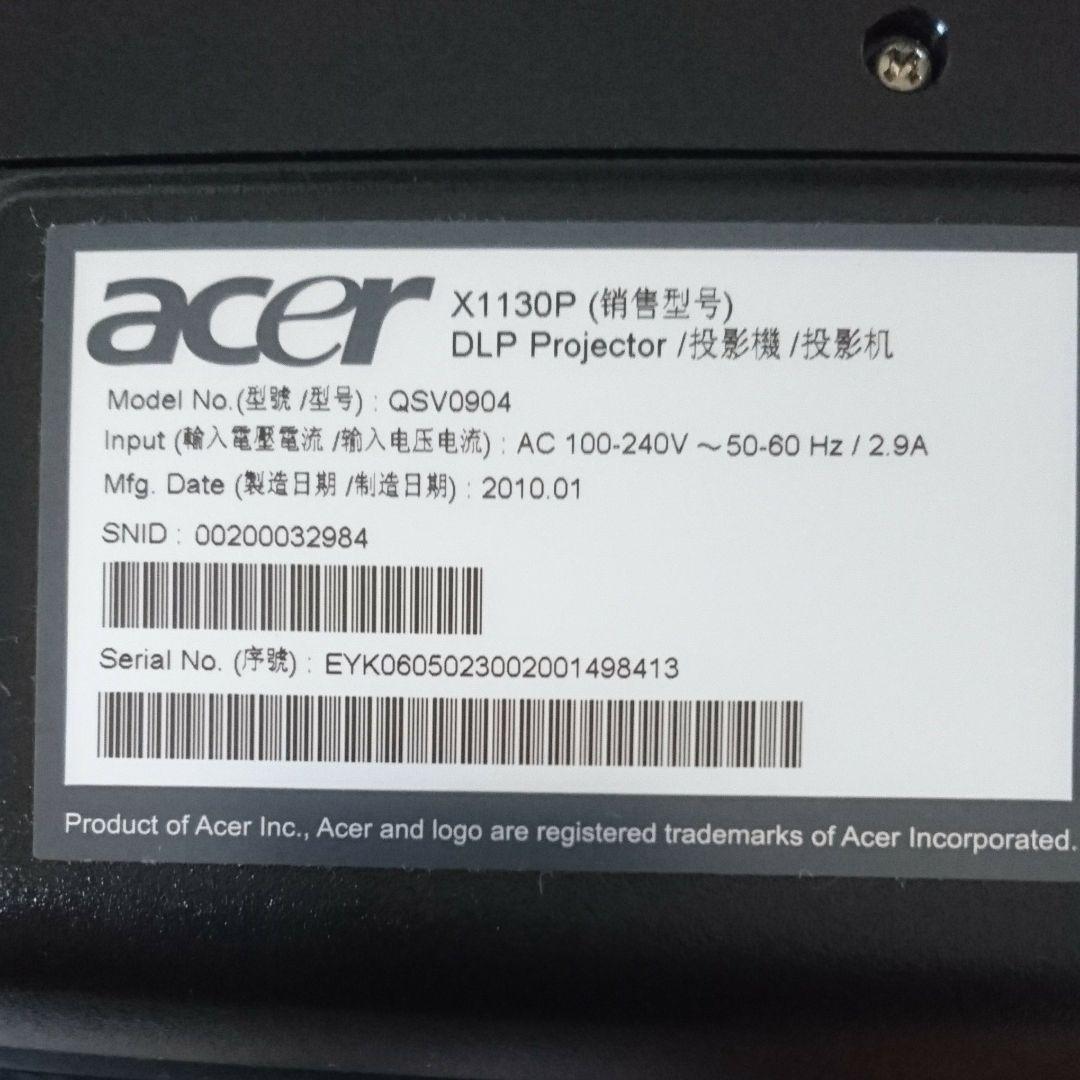 acer
X1130P (销售型号)
DLP Projector /投影機 /投影机
Model No.(型號 /型号) : QSV0904
Input (輸入電壓電流 /输入电压电流) : AC 100-240V ～50-60 Hz / 2.9A
Mfg. Date (製造日期 /制造日期) : 2010.01
SNID : 00200032984
Serial No. (序號) : EYK0605023002001498413
Product of Acer Inc., Acer and logo are registered trademarks of Acer Incorporated.